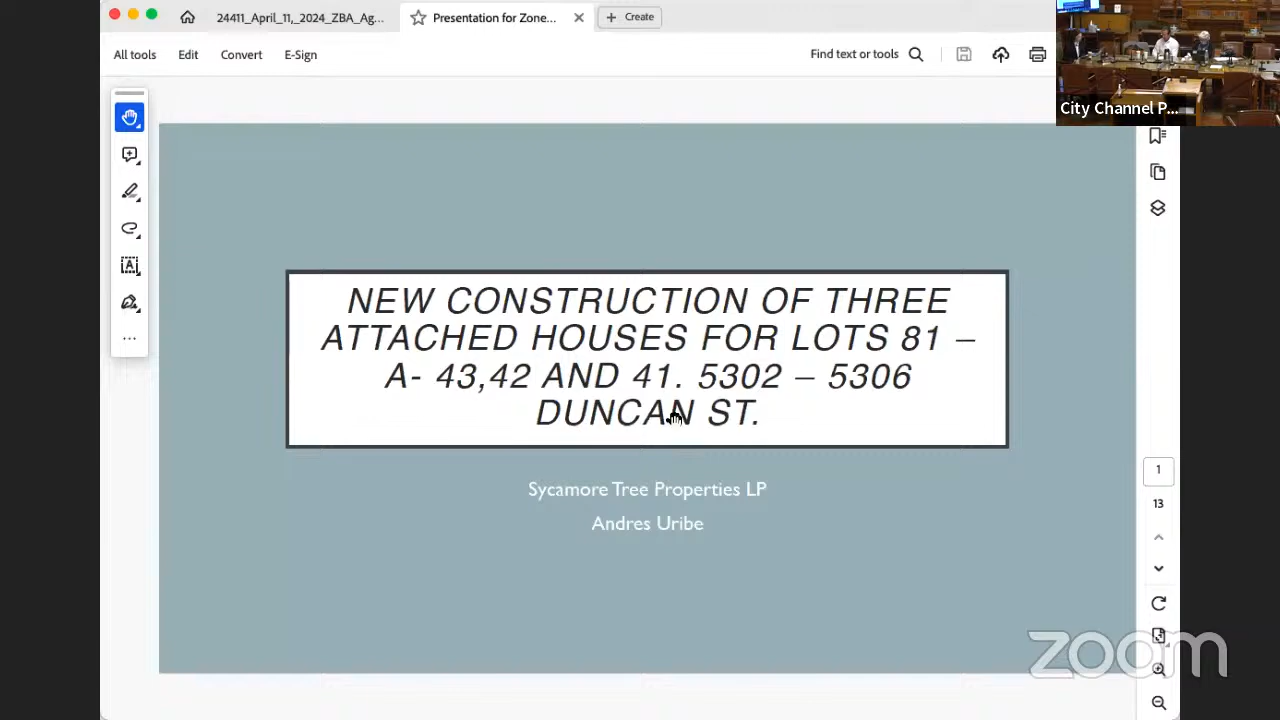 24411_April_11,_2024_ZBA_Ag...
Presentation for Zone...
Create
All tools
Edit
Convert
E-Sign
Find text or tools
City Channel P...
NEW CONSTRUCTION OF THREE
ATTACHED HOUSES FOR LOTS 81 –
A- 43,42 AND 41. 5302 – 5306
DUNCAN ST.
Sycamore Tree Properties LP
Andres Uribe
1
13
zoom